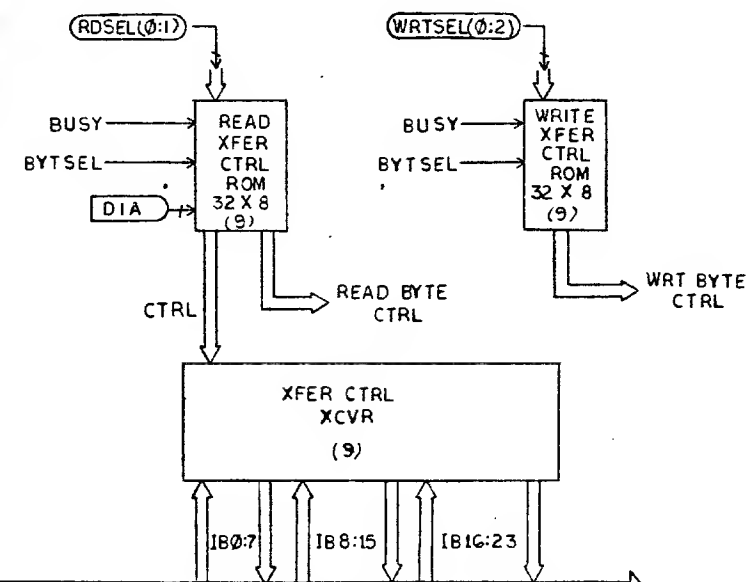 RDSEL(Ø:1)
WRTSEL(Ø:2)
BUSY
BYTSEL
DIA
READ
XFER
CTRL
ROM
32 X 8
(9)
BUSY
BYTSEL
WRITE
XFER
CTRL
ROM
32 X 8
(9)
CTRL
READ BYTE
CTRL
WRT BYTE
CTRL
XFER CTRL
XCVR
(9)
IBØ:7
IB8:15
IB16:23